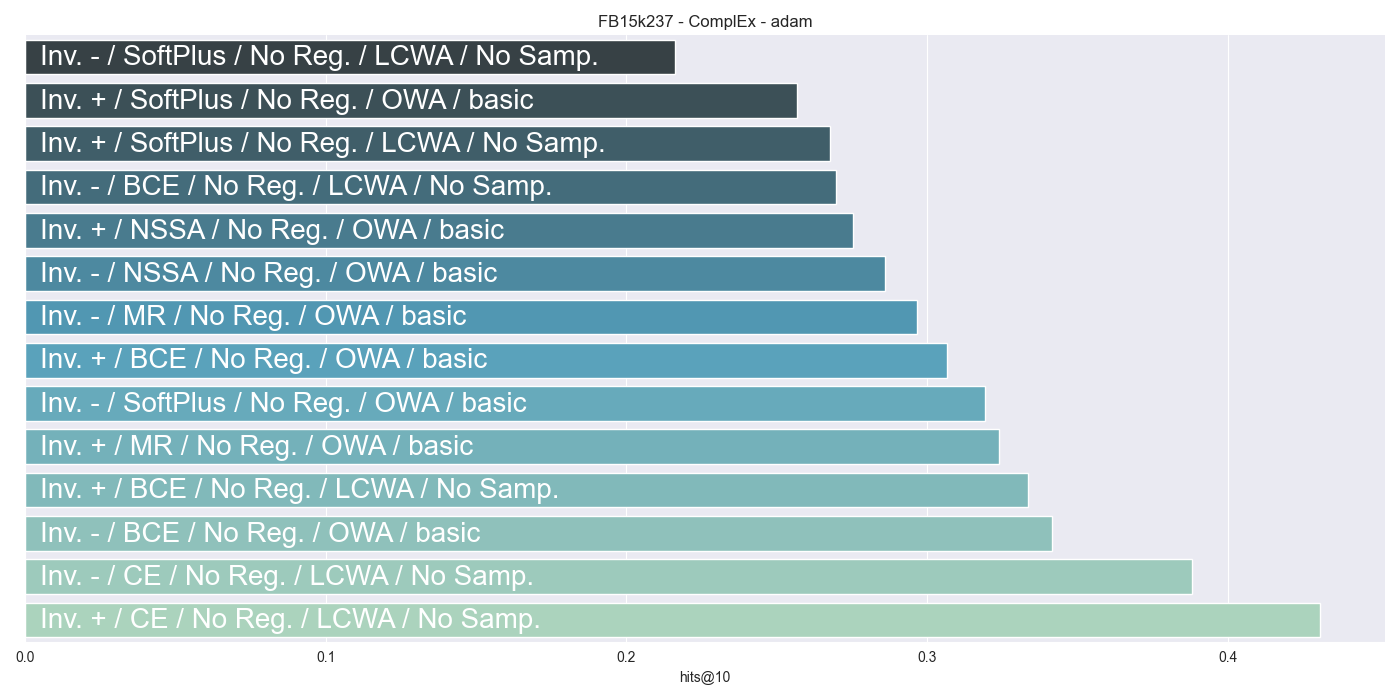 FB15k237 - ComplEx - adam
Inv. - / SoftPlus / No Reg. / LCWA / No Samp.
Inv. + / SoftPlus / No Reg. / OWA / basic
Inv. + / SoftPlus / No Reg. / LCWA / No Samp.
Inv. - / BCE / No Reg. / LCWA / No Samp.
Inv. + / NSSA / No Reg. / OWA / basic
Inv. - / NSSA / No Reg. / OWA / basic
Inv. - / MR / No Reg. / OWA / basic
Inv. + / BCE / No Reg. / OWA / basic
Inv. - / SoftPlus / No Reg. / OWA / basic
Inv. + / MR / No Reg. / OWA / basic
Inv. + / BCE / No Reg. / LCWA / No Samp.
Inv. - / BCE / No Reg. / OWA / basic
Inv. - / CE / No Reg. / LCWA / No Samp.
Inv. + / CE / No Reg. / LCWA / No Samp.
0.0 0.1 0.2 0.3 0.4
hits@10